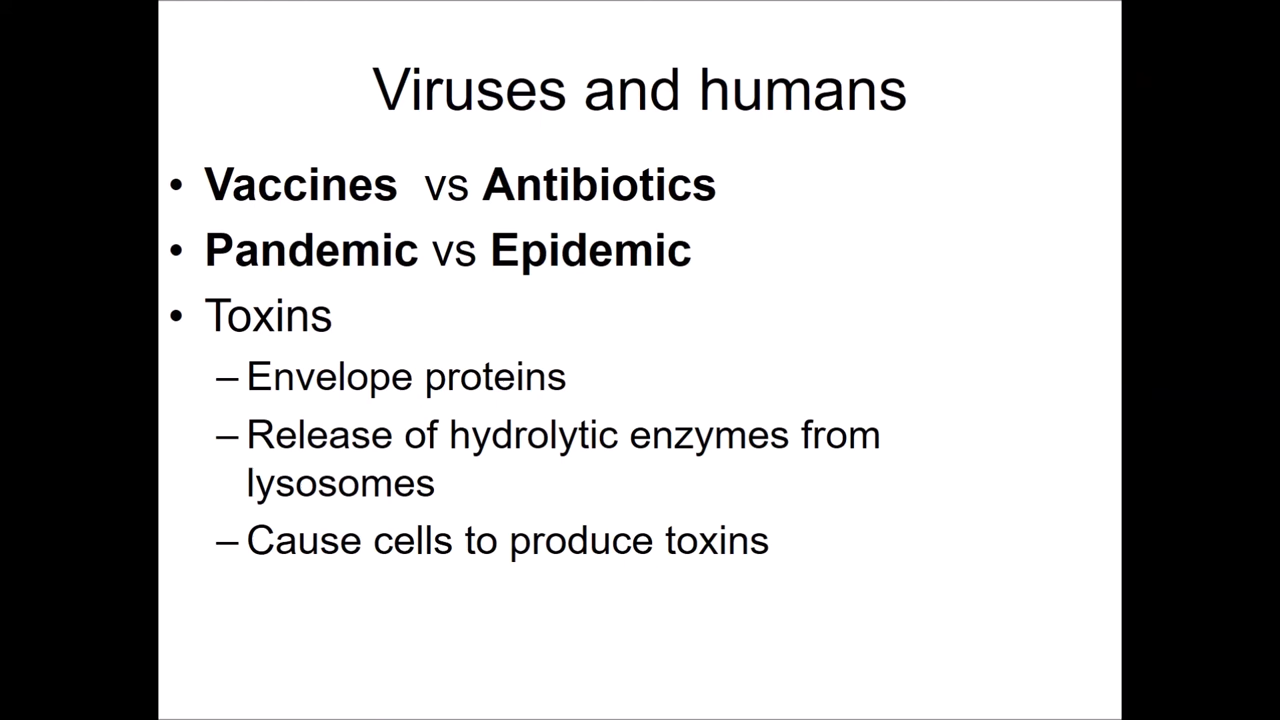 Viruses and humans
• Vaccines vs Antibiotics
• Pandemic vs Epidemic
• Toxins
– Envelope proteins
– Release of hydrolytic enzymes from
lysosomes
– Cause cells to produce toxins